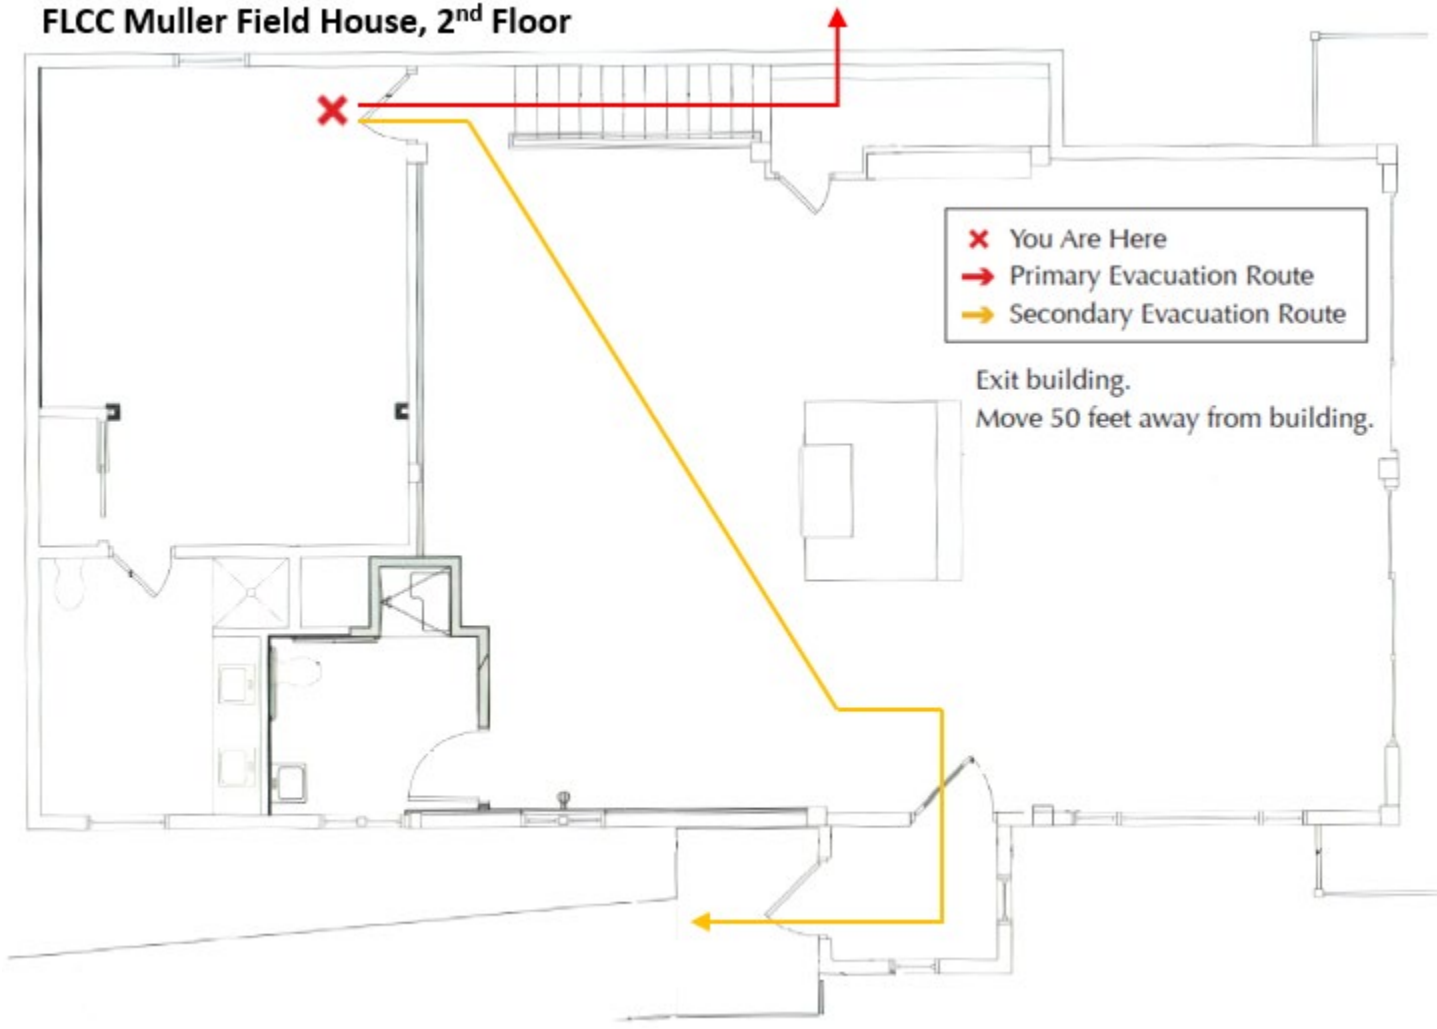 FLCC Muller Field House, 2nd Floor
You Are Here
Primary Evacuation Route
Secondary Evacuation Route
Exit building.
Move 50 feet away from building.